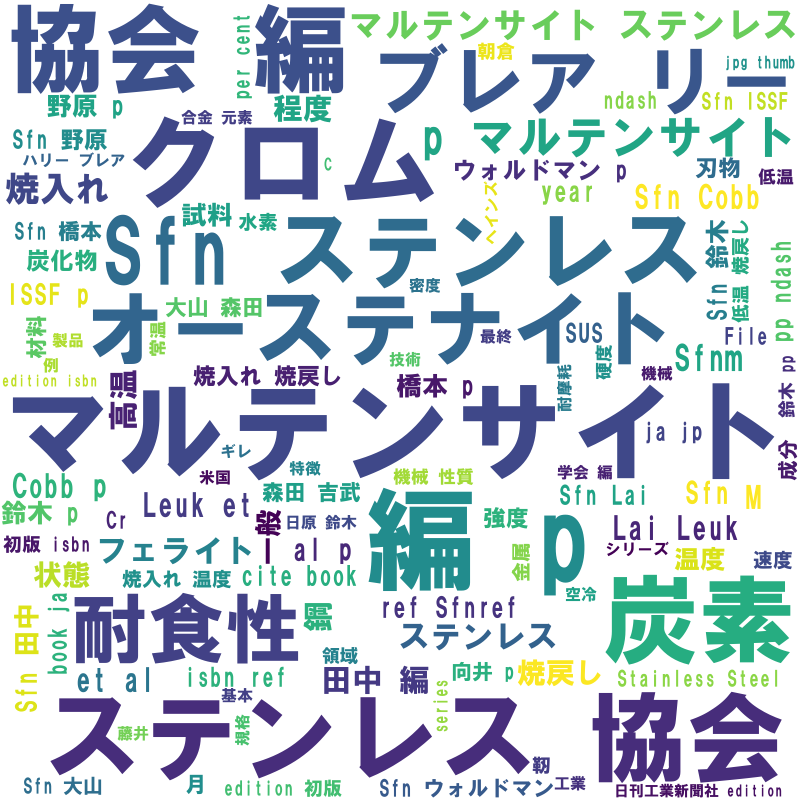 協会 編
per cent
マルテンサイト ステンレス
朝倉
ブレア リー
jpg thumb
野原 p
合金 元素
程度
ndash
Sfn ISSF
Sfn 野原
ハリー ブレア
クロム
c
p
マルテンサイト
焼入れ
ウォルドマン p
刃物
低温
ヘインズ
year
Sfn Cobb
試料
水素
Sfn 橋本
Sfn
ステンレス
Sfn 鈴木
低温 焼戻し
pp ndash
炭化物
ISSF p
大山 森田
密度
オーステナイト
材料
製品
常温
最終
SUS
File
例
技術
硬度
Sfnm
edition isbn
高温
焼入れ 焼戻し
橋本 p
耐摩耗
機械
鈴木 pp
マルテンサイト
ja jp
ギレ
特徴
米国
機械 性質
学会 編
成分
Cobb p
Leuk et
森田 吉武
編
Sfn Lai
Sfn M
鈴木 p
Cr
一般
日原 鈴木
強度
p
Lai Leuk
初版 isbn
フェライト
al p
金属
シリーズ
温度
速度
状態
焼入れ 温度
cite book
空冷
炭素
Sfn 田中
book ja
耐食性
鋼
ref Sfnref
ステンレス
et al
isbn ref
領域
田中 編
向井 p
焼戻し
Stainless Steel
基本
series
ステンレス
協会
藤井
規格
靭
Sfn 大山
月
edition 初版
Sfn ウォルドマン
工業
日刊工業新聞社 edition